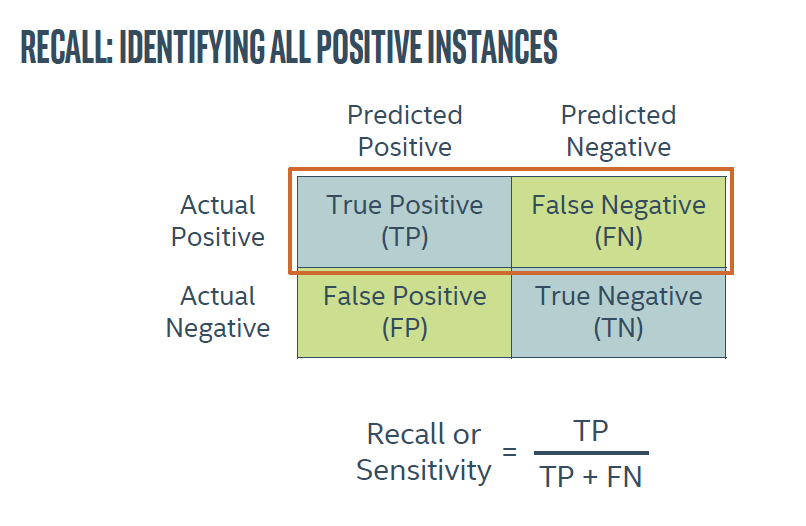 RECALL: IDENTIFYING ALL POSITIVE INSTANCES
Predicted Positive
Predicted Negative
Actual Positive
True Positive (TP)
False Negative (FN)
Actual Negative
False Positive (FP)
True Negative (TN)
Recall or Sensitivity = TP / TP + FN